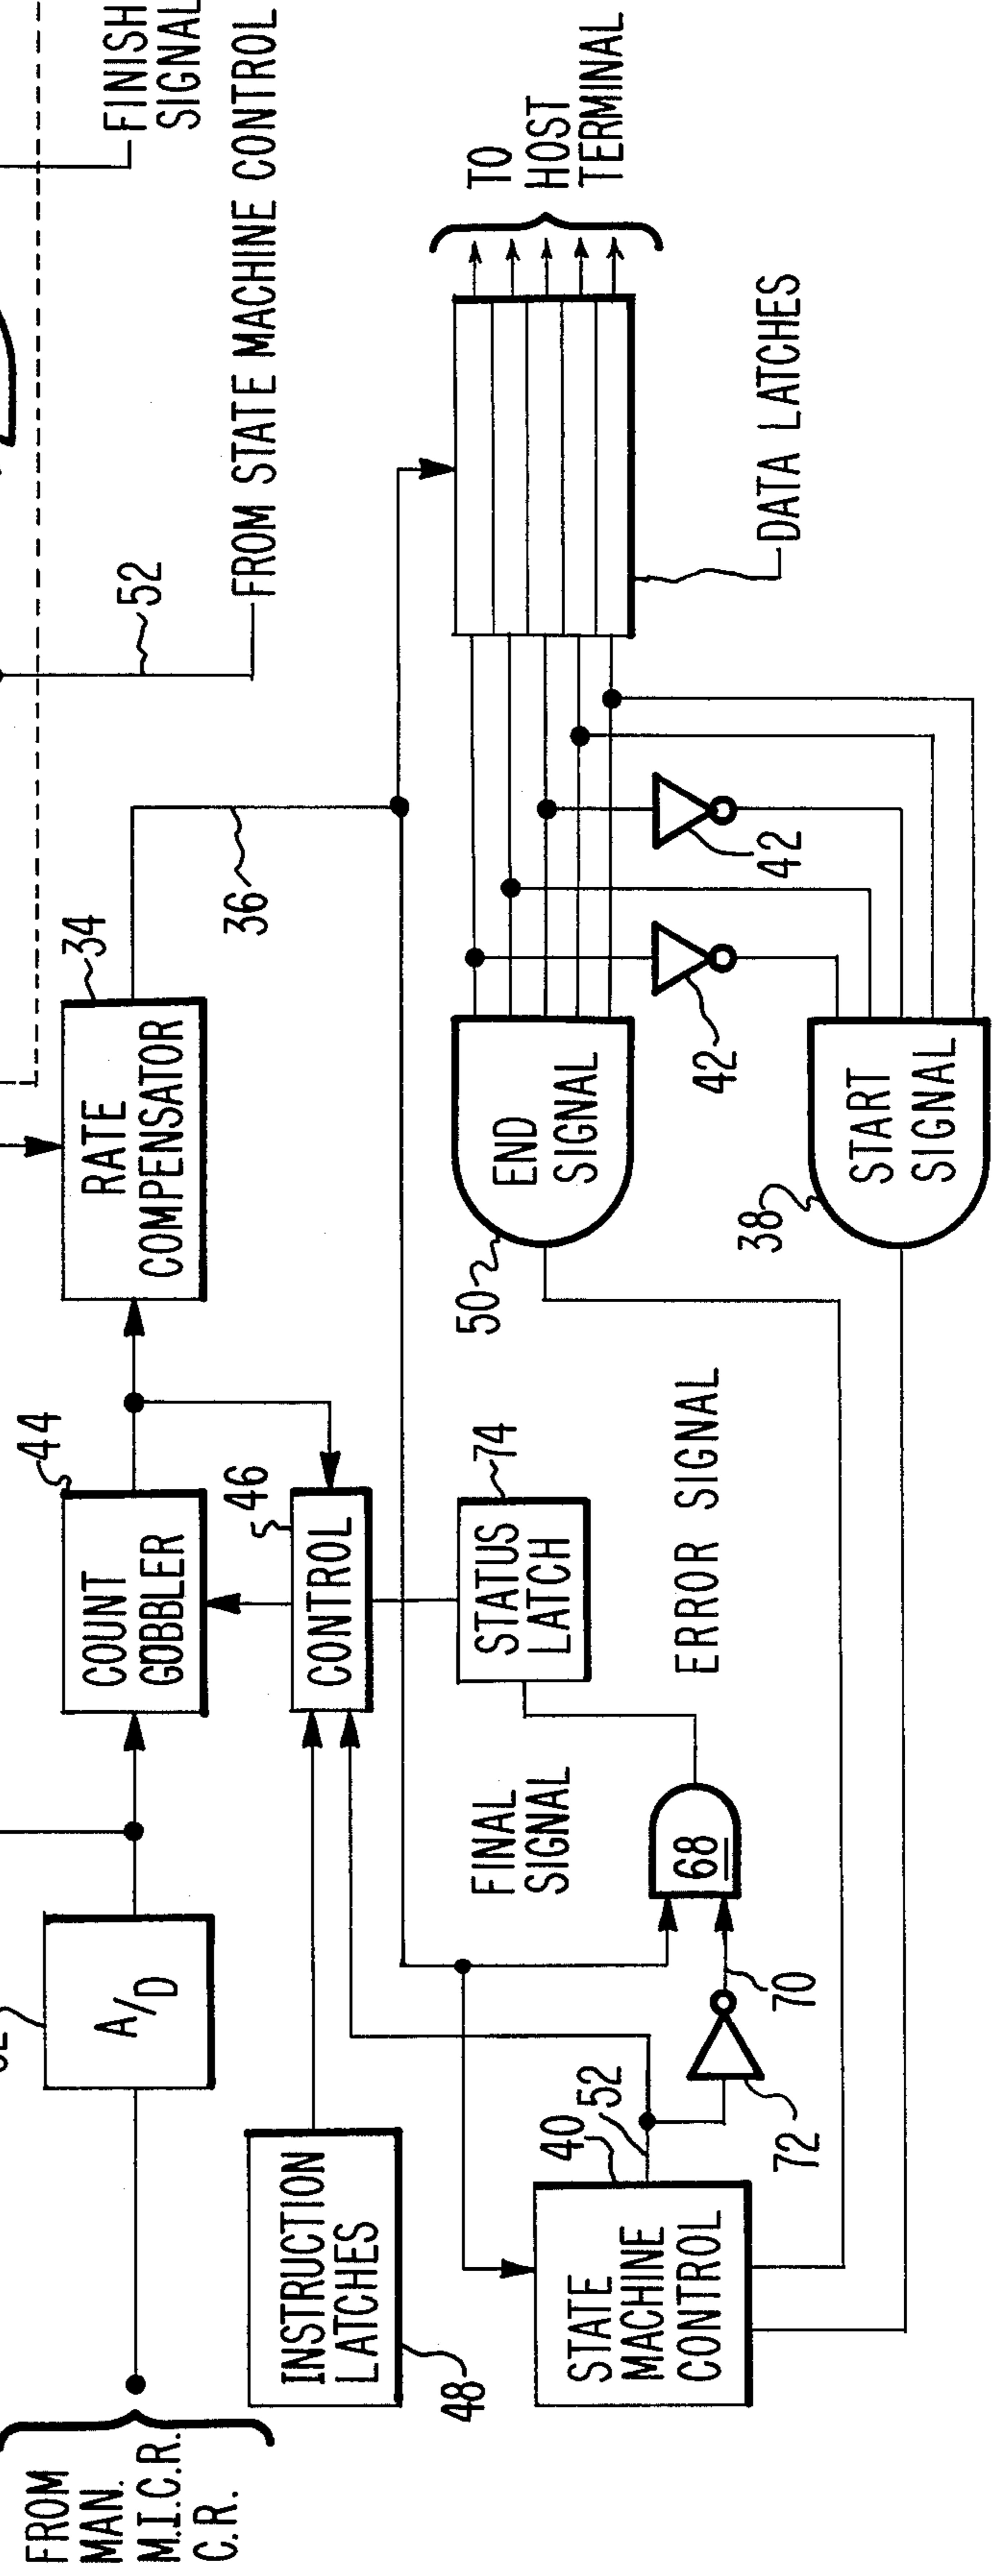 FINISH
SIGNAL
FROM STATE MACHINE CONTROL
52
34
RATE
COMPENSATOR
36
44
COUNT
GOBBLER
46
CONTROL
A/D
FROM
MAN.
M.I.C.R.
C.R.
INSTRUCTION
LATCHES
48
TO
HOST
TERMINAL
DATA LATCHES
42
42
END
SIGNAL
50
START
SIGNAL
38
74
STATUS
LATCH
ERROR SIGNAL
FINAL
SIGNAL
68
70
72
40
52
STATE
MACHINE
CONTROL